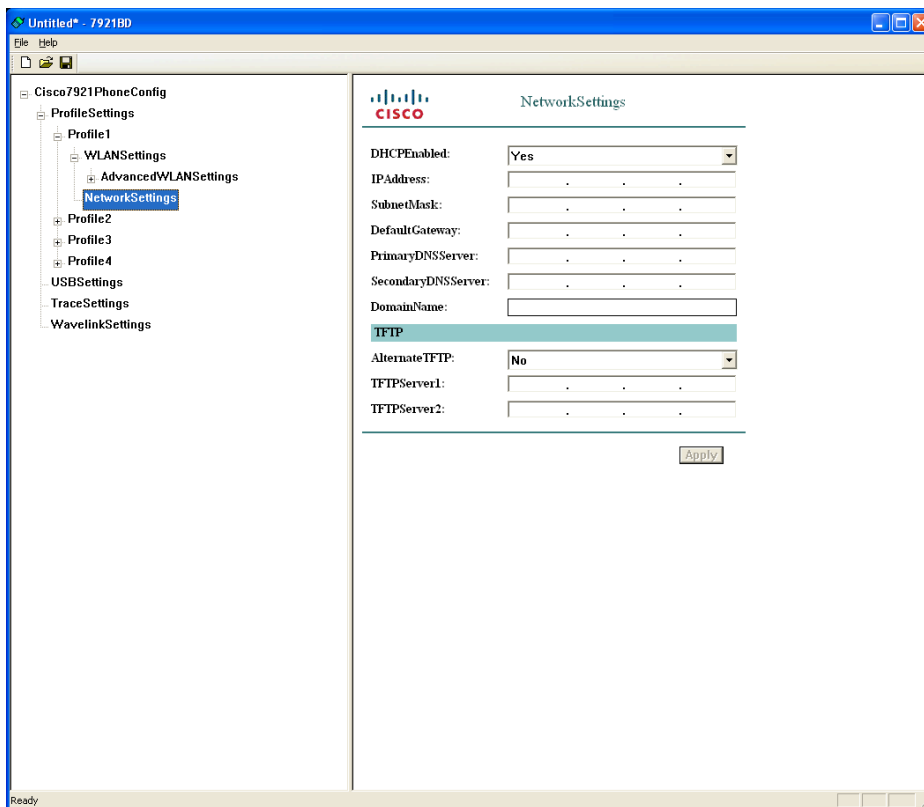 Untitled* - 7921BD
File Help
Cisco7921PhoneConfig
ProfileSettings
Profile1
WLANSettings
AdvancedWLANSettings
NetworkSettings
Profile2
Profile3
Profile4
USBSettings
TraceSettings
WavelinkSettings
CISCO
NetworkSettings
DHCPEnabled: Yes
IPAddress: . . .
SubnetMask: . . .
DefaultGateway: . . .
PrimaryDNSServer: . . .
SecondaryDNSServer: . . .
DomainName:
TFTP
AlternateTFTP: No
TFTPServer1: . . .
TFTPServer2: . . .
Apply
Ready